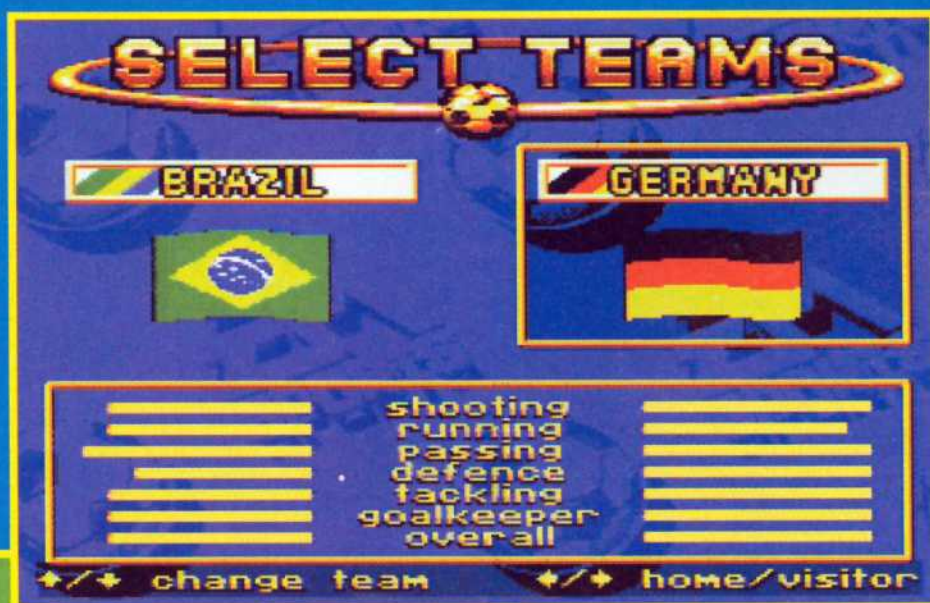 SELECT TEAMS
BRAZIL
GERMANY
shooting
running
passing
defence
tackling
goalkeeper
overall
↑/↓ change team
←/→ home/visitor